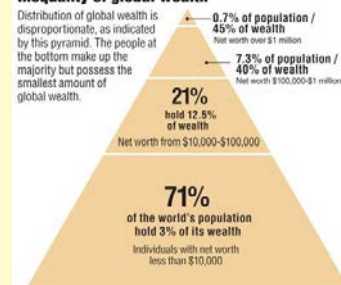 Inequality of global wealth
Distribution of global wealth is
disproportionate, as indicated
by this pyramid. The people at
the bottom make up the
majority but possess the
smallest amount of
global wealth.
0.7% of population /
45% of wealth
Net worth over $1 million
7.3% of population /
40% of wealth
Net worth $100,000-$1 million
21%
hold 12.5%
of wealth
Net worth from $10,000-$100,000
71%
of the world's population
hold 3% of its wealth
Individuals with net worth
less than $10,000